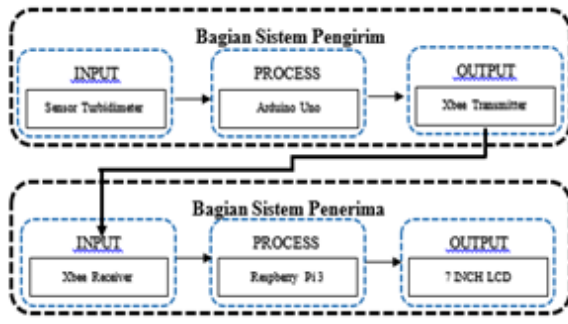 Bagian Sistem Pengirim
INPUT
Sensor Turbidimeter
PROCESS
Arduino Uno
OUTPUT
Xbee Transmitter
Bagian Sistem Penerima
INPUT
Xbee Receiver
PROCESS
Respberry Pi 3
OUTPUT
7 INCH LCD